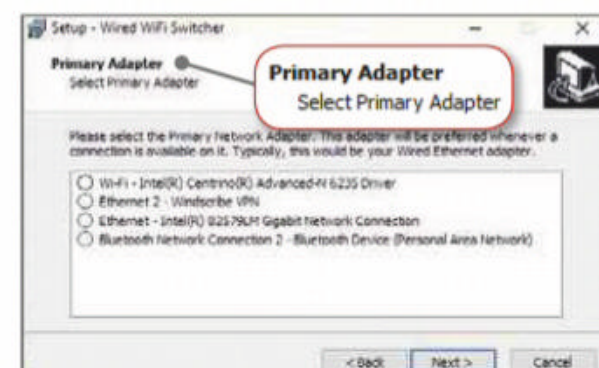 Setup - Wired WiFi Switcher
Primary Adapter
Select Primary Adapter
Primary Adapter
Select Primary Adapter
Please select the Primary Network Adapter. This adapter will be preferred whenever a
connection is available on it. Typically, this would be your Wired Ethernet adapter.
Wi-Fi - Intel(R) Centrino(R) Advanced-N 6235 Driver
Ethernet 2 - Windscribe VPN
Ethernet - Intel(R) 82579LM Gigabit Network Connection
Bluetooth Network Connection 2 - Bluetooth Device (Personal Area Network)
< Back Next > Cancel